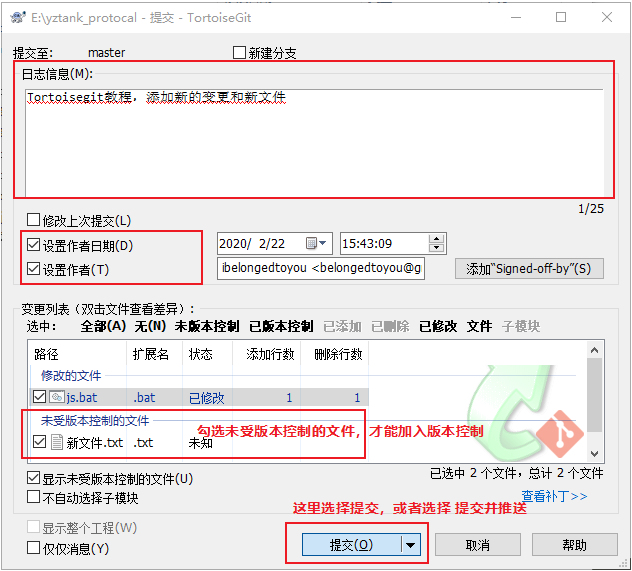 E:\yztank_protocal - 提交 - TortoiseGit
提交至: master 新建分支
日志信息(M):
Tortoisegit教程，添加新的变更和新文件
1/25
修改上次提交(L)
设置作者日期(D) 2020/ 2/22 15:43:09
设置作者(T) ibelongedtoyou <belongedtoyou@g 添加“Signed-off-by”(S)
变更列表（双击文件查看差异）:
选中: 全部(A) 无(N) 未版本控制 已版本控制 已添加 已删除 已修改 文件 子模块
路径 扩展名 状态 添加行数 删除行数
修改的文件
js.bat .bat 已修改 1 1
未受版本控制的文件
勾选未受版本控制的文件，才能加入版本控制
新文件.txt .txt 未知
显示未受版本控制的文件(U) 已选中 2 个文件，总计 2 个文件
不自动选择子模块 查看补丁>>
这里选择提交，或者选择 提交并推送
显示整个工程(W)
仅仅消息(Y) 提交(O) 取消 帮助